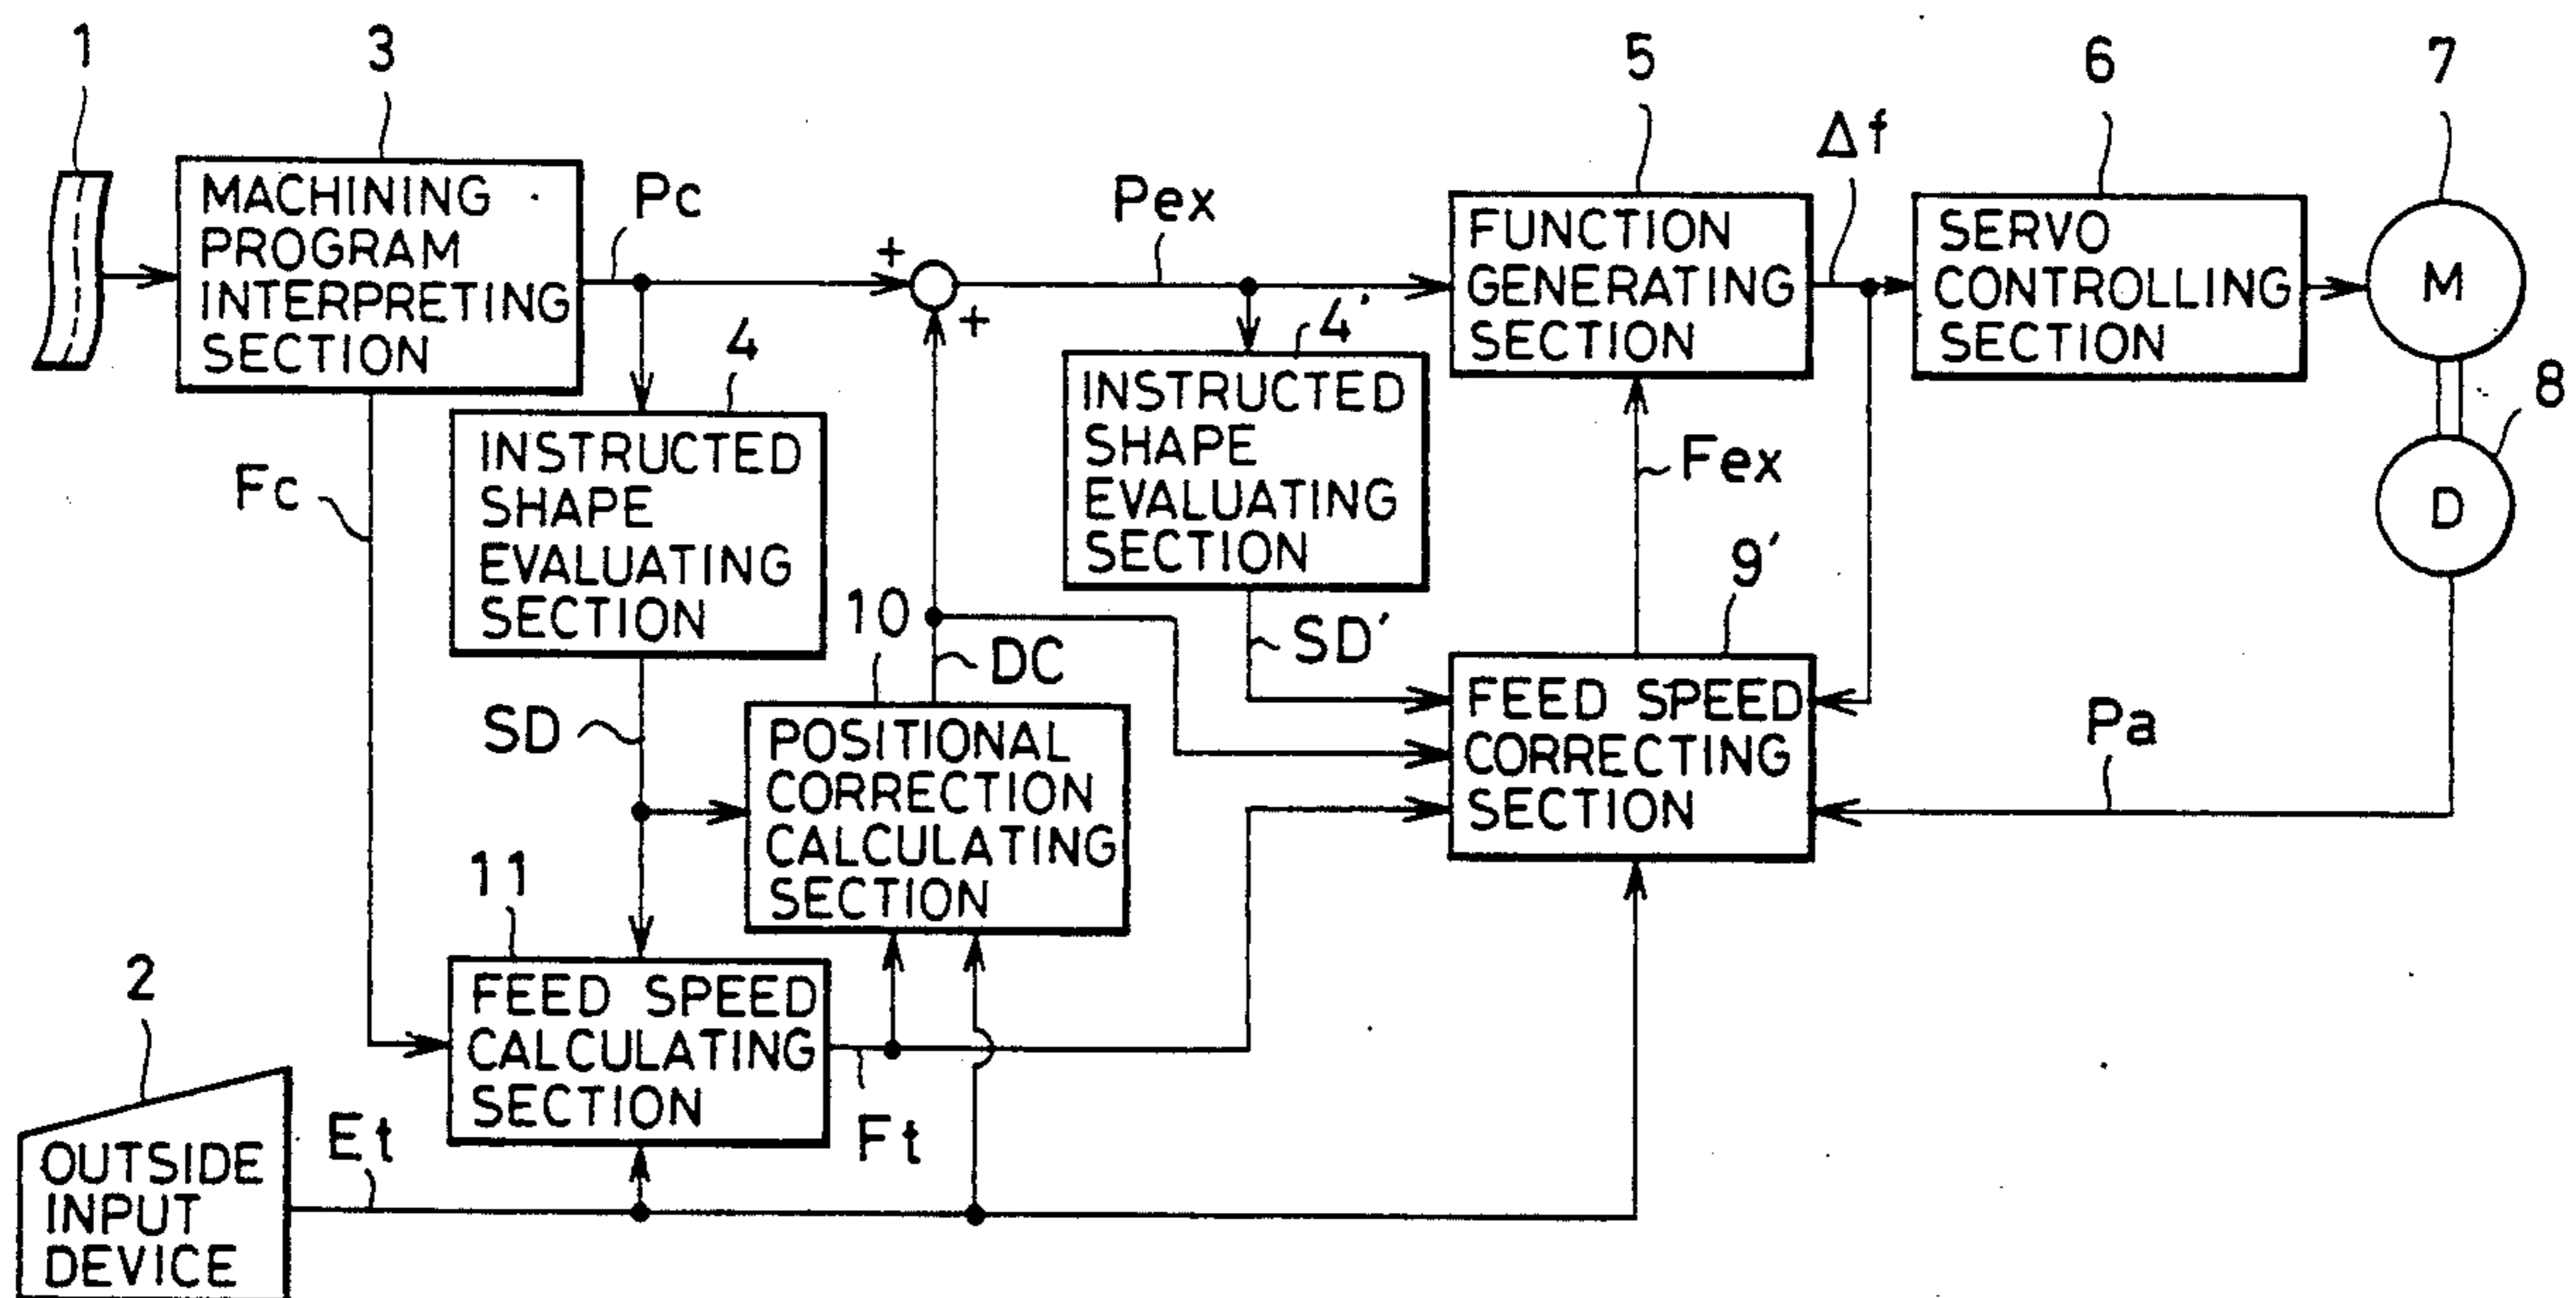 1
3
5
6
7
Δf
MACHINING
PROGRAM
INTERPRETING
SECTION
Pc
+
+
Pex
FUNCTION
GENERATING
SECTION
SERVO
CONTROLLING
SECTION
M
4
4'
8
INSTRUCTED
SHAPE
EVALUATING
SECTION
INSTRUCTED
SHAPE
EVALUATING
SECTION
Fc
Fex
D
9'
10
DC
SD'
SD
POSITIONAL
CORRECTION
CALCULATING
SECTION
FEED SPEED
CORRECTING
SECTION
Pa
11
2
FEED SPEED
CALCULATING
SECTION
Ft
Et
OUTSIDE
INPUT
DEVICE